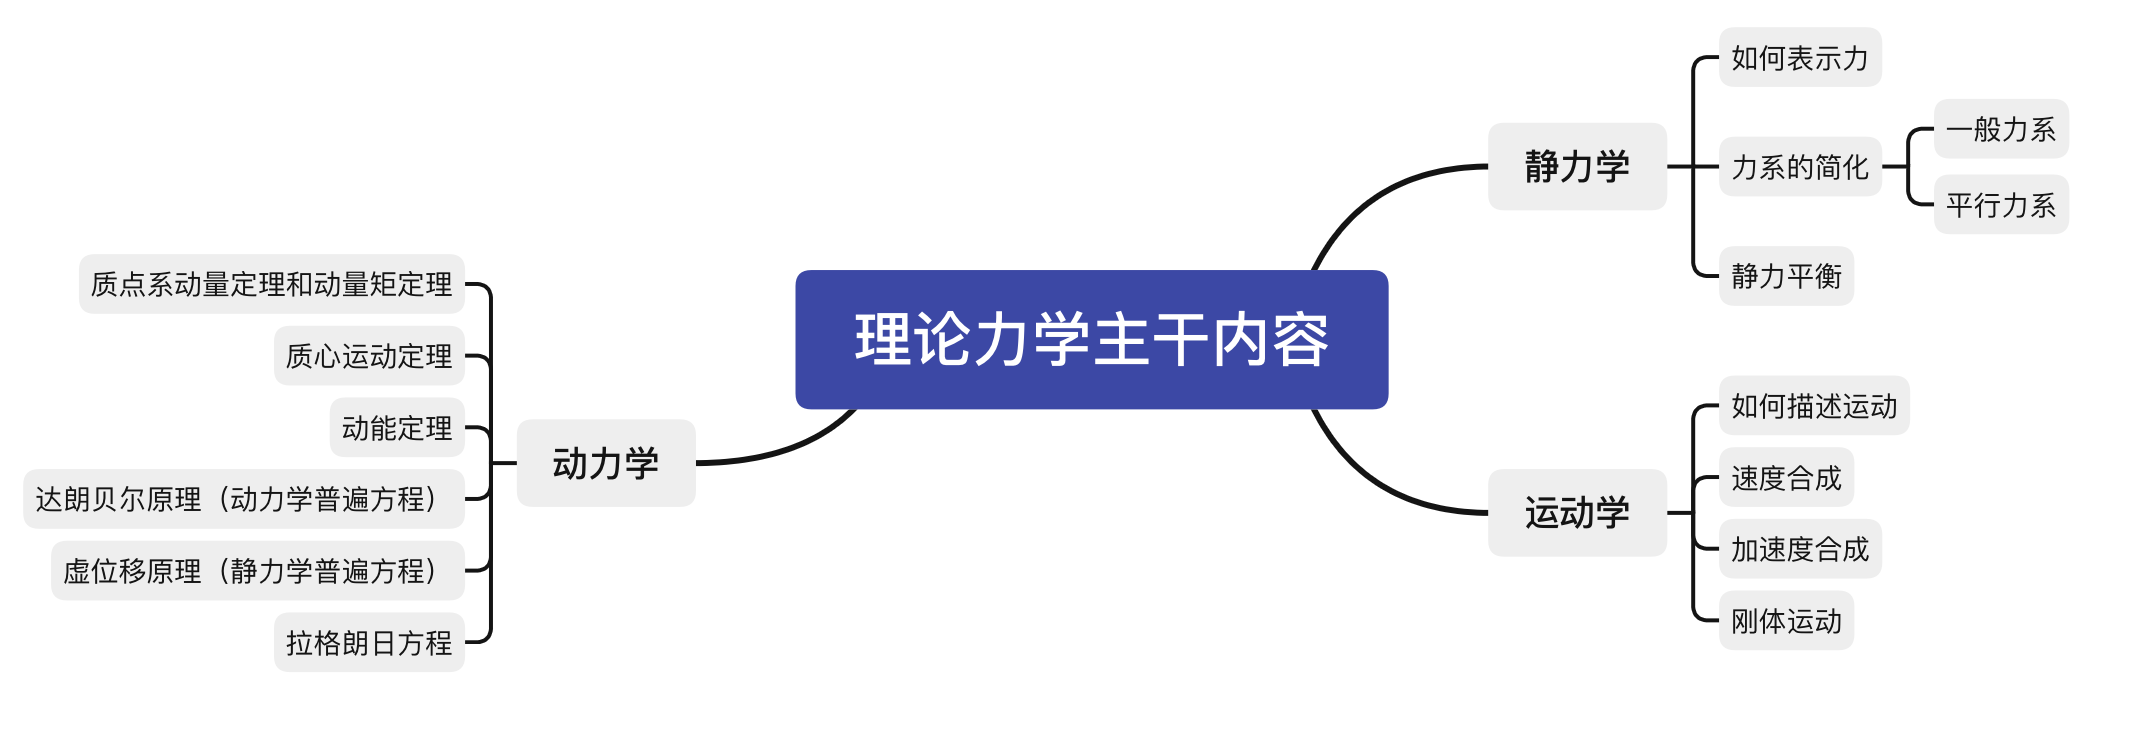 理论力学主干内容
静力学
如何表示力
力系的简化
一般力系
平行力系
静力平衡
运动学
如何描述运动
速度合成
加速度合成
刚体运动
动力学
质点系动量定理和动量矩定理
质心运动定理
动能定理
达朗贝尔原理（动力学普遍方程）
虚位移原理（静力学普遍方程）
拉格朗日方程